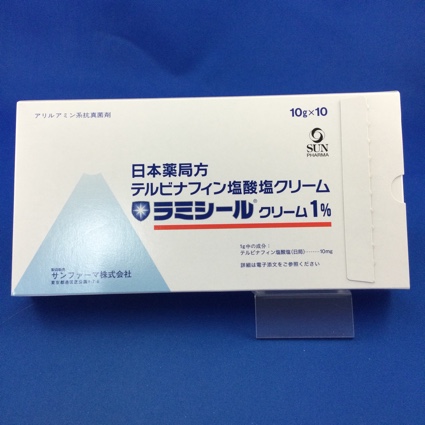 アリルアミン系抗真菌剤
10g×10
SUN
PHARMA
日本薬局方
テルビナフィン塩酸塩クリーム
ラミシール® クリーム1%
1g中の成分：
テルビナフィン塩酸塩（日局）……10mg
詳細は電子添文をご参照ください
製造販売
サンファーマ株式会社